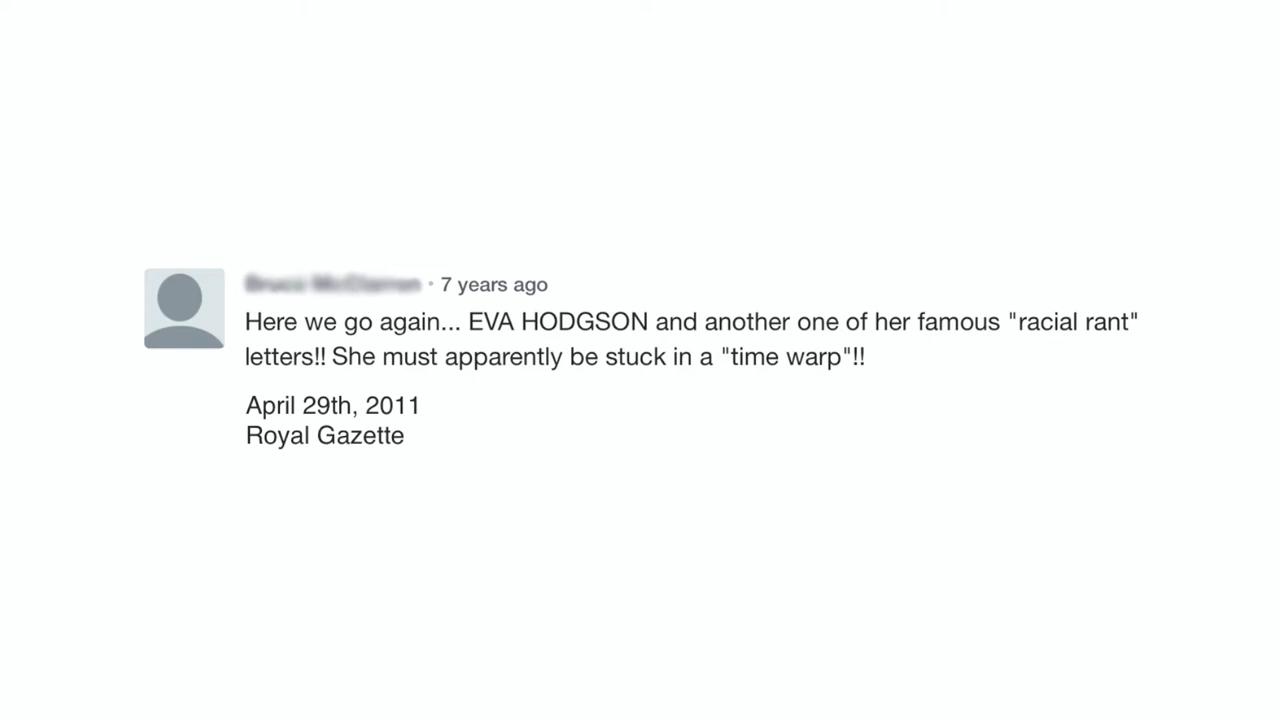 · 7 years ago
Here we go again... EVA HODGSON and another one of her famous "racial rant"
letters!! She must apparently be stuck in a "time warp"!!
April 29th, 2011
Royal Gazette